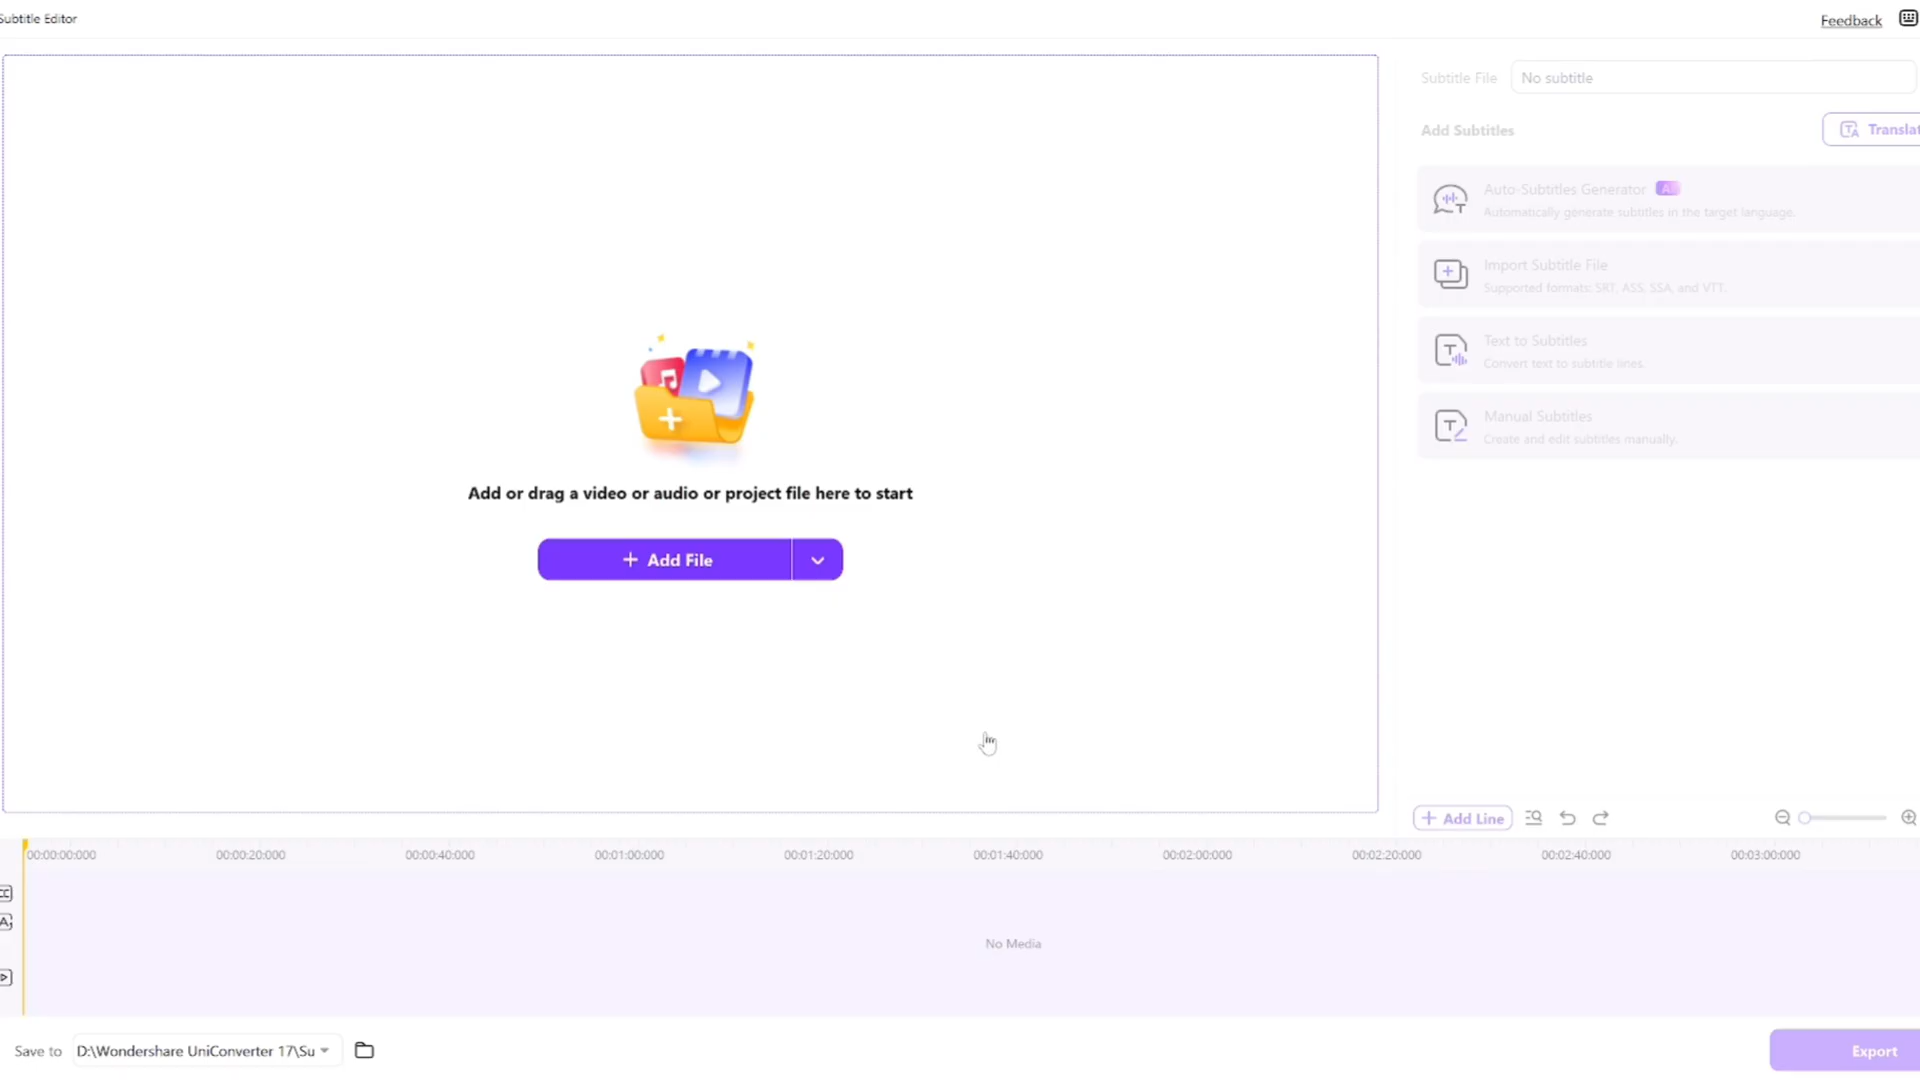 Subtitle Editor
Feedback
Subtitle File No subtitle
Add Subtitles
Auto-Subtitles Generator
Automatically generate subtitles in the target language.
Import Subtitle File
Supported formats: SRT, ASS, SSA, and VTT.
Text to Subtitles
Convert text to subtitle lines.
Manual Subtitles
Create and edit subtitles manually.
Add or drag a video or audio or project file here to start
+ Add File
+ Add Line
00:00:00:000 00:00:20:000 00:00:40:000 00:01:00:000 00:01:20:000 00:01:40:000 00:02:00:000 00:02:20:000 00:02:40:000 00:03:00:000
No Media
Save to D:\Wondershare UniConverter 17\Su
Export